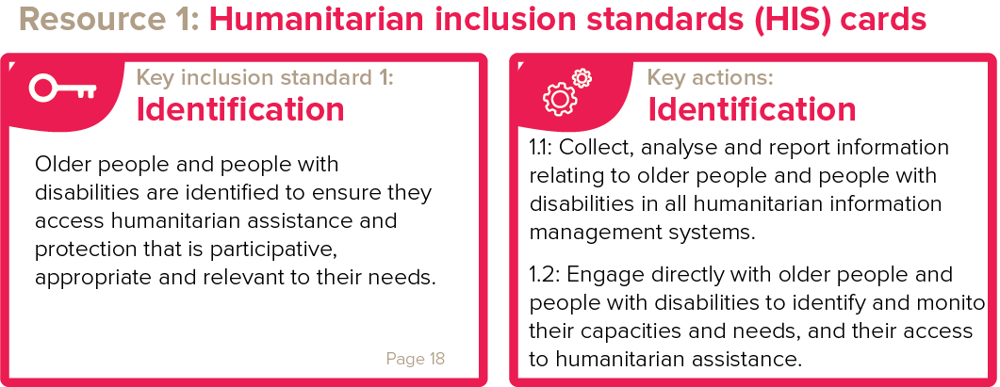 Resource 1: Humanitarian inclusion standards (HIS) cards
Key inclusion standard 1:
Identification
Older people and people with
disabilities are identified to ensure they
access humanitarian assistance and
protection that is participative,
appropriate and relevant to their needs.
Page 18
Key actions:
Identification
1.1: Collect, analyse and report information
relating to older people and people with
disabilities in all humanitarian information
management systems.
1.2: Engage directly with older people and
people with disabilities to identify and monito
their capacities and needs, and their access
to humanitarian assistance.